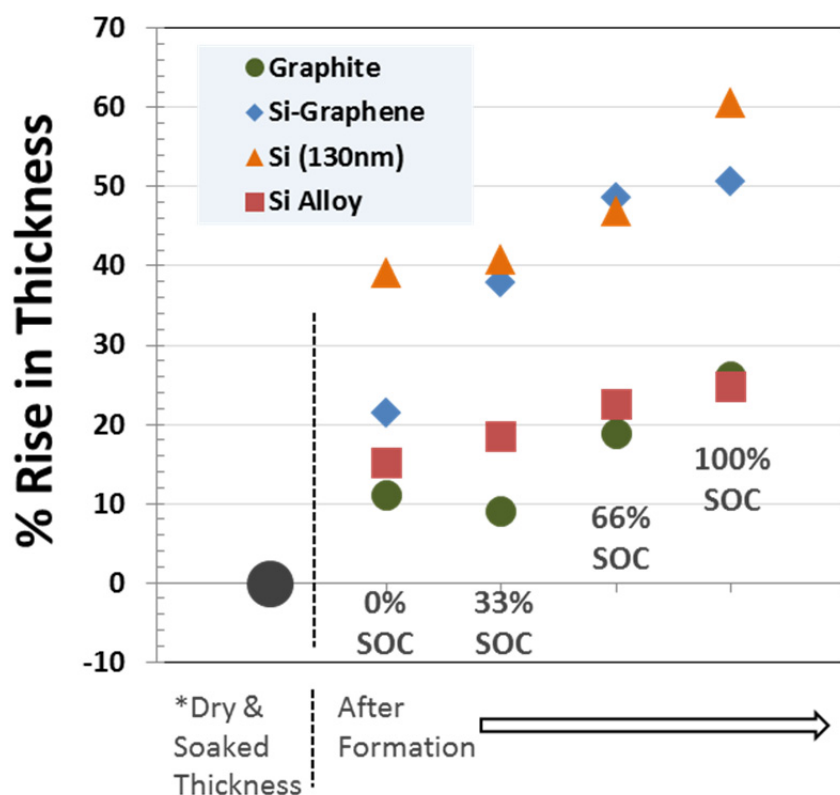 % Rise in Thickness
70
60
50
40
30
20
10
0
-10
Graphite
Si-Graphene
Si (130nm)
Si Alloy
100%
SOC
66%
SOC
0%
SOC
33%
SOC
*Dry &
Soaked
Thickness
After
Formation